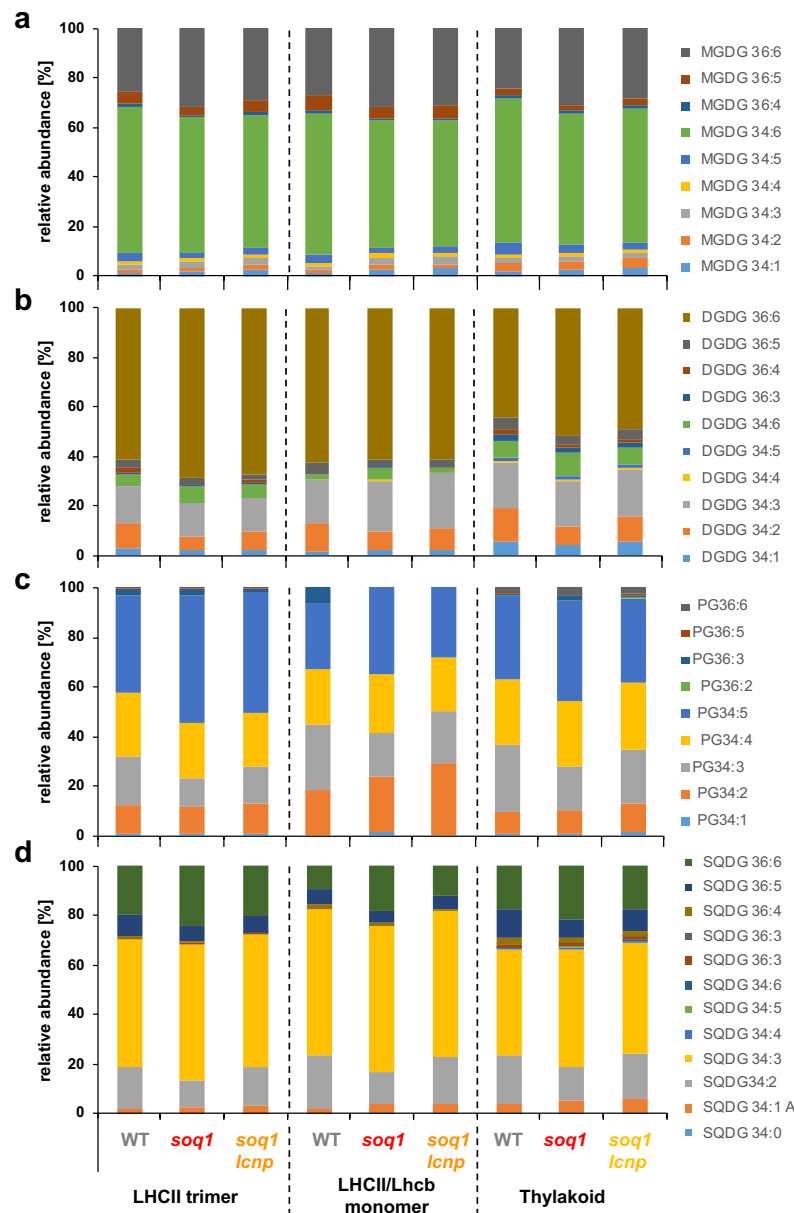 a
100
80
60
40
20
0
relative abundance [%]
MGDG 36:6
MGDG 36:5
MGDG 36:4
MGDG 34:6
MGDG 34:5
MGDG 34:4
MGDG 34:3
MGDG 34:2
MGDG 34:1
b
100
80
60
40
20
0
relative abundance [%]
DGDG 36:6
DGDG 36:5
DGDG 36:4
DGDG 36:3
DGDG 34:6
DGDG 34:5
DGDG 34:4
DGDG 34:3
DGDG 34:2
DGDG 34:1
c
100
80
60
40
20
0
relative abundance [%]
PG36:6
PG36:5
PG36:3
PG36:2
PG34:5
PG34:4
PG34:3
PG34:2
PG34:1
d
100
80
60
40
20
0
relative abundance [%]
SQDG 36:6
SQDG 36:5
SQDG 36:4
SQDG 36:3
SQDG 36:3
SQDG 34:6
SQDG 34:5
SQDG 34:4
SQDG 34:3
SQDG34:2
SQDG 34:1 A
SQDG 34:0
WT soq1 soq1 WT soq1 soq1 WT soq1 soq1
lcnp lcnp lcnp
LHCII trimer
LHCII/Lhcb
monomer
Thylakoid